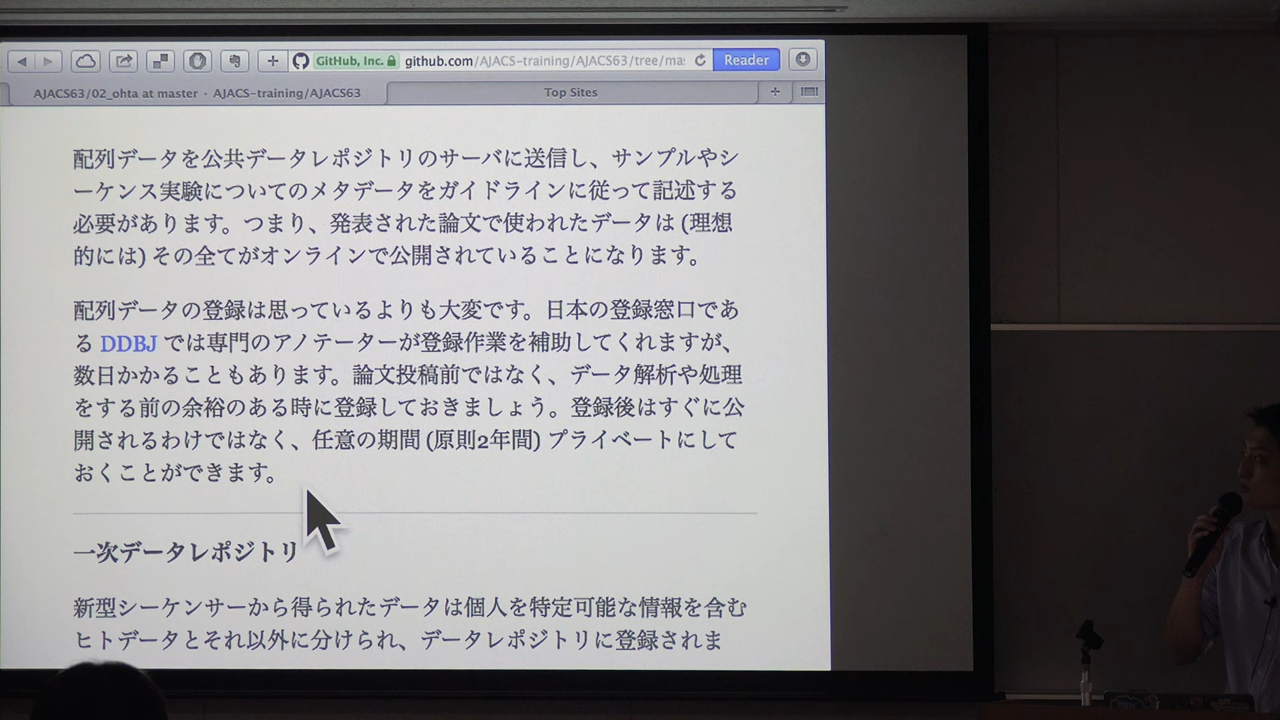 GitHub, Inc. github.com/AJACS-training/AJACS63/tree/mas Reader
AJACS63/02_ohta at master · AJACS-training/AJACS63
Top Sites
配列データを公共データレポジトリのサーバに送信し、サンプルやシ
ーケンス実験についてのメタデータをガイドラインに従って記述する
必要があります。つまり、発表された論文で使われたデータは (理想
的には) その全てがオンラインで公開されていることになります。
配列データの登録は思っているよりも大変です。日本の登録窓口であ
る DDBJ では専門のアノテーターが登録作業を補助してくれますが、
数日かかることもあります。論文投稿前ではなく、データ解析や処理
をする前の余裕のある時に登録しておきましょう。登録後はすぐに公
開されるわけではなく、任意の期間 (原則2年間) プライベートにして
おくことができます。
一次データレポジトリ
新型シーケンサーから得られたデータは個人を特定可能な情報を含む
ヒトデータとそれ以外に分けられ、データレポジトリに登録されま